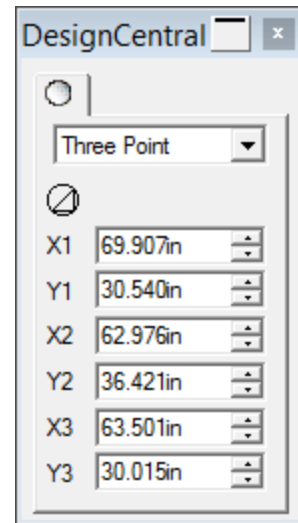 DesignCentral
Three Point
X1 69.907in
Y1 30.540in
X2 62.976in
Y2 36.421in
X3 63.501in
Y3 30.015in